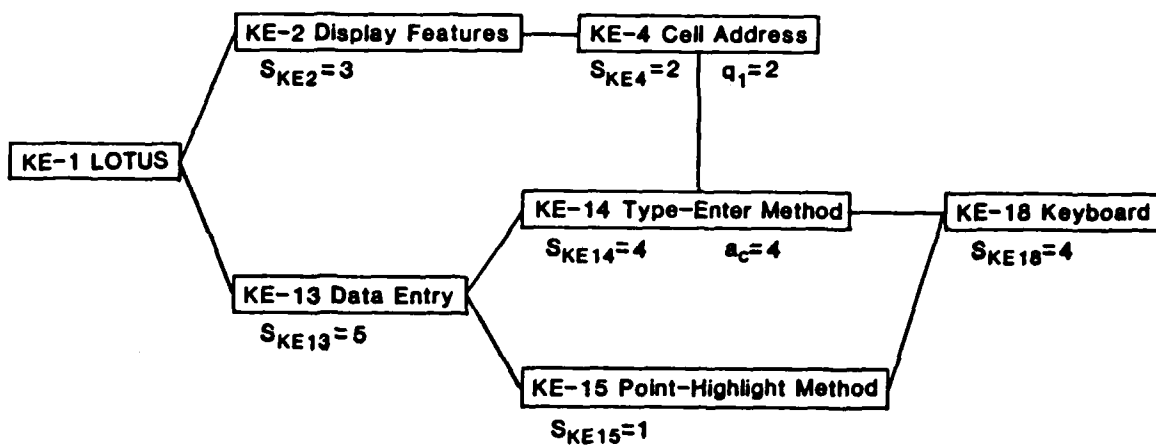 KE-2 Display Features
KE-4 Cell Address
S_KE2=3
S_KE4=2
q_1=2
KE-1 LOTUS
KE-14 Type-Enter Method
KE-18 Keyboard
S_KE14=4
a_c=4
S_KE18=4
KE-13 Data Entry
S_KE13=5
KE-15 Point-Highlight Method
S_KE15=1